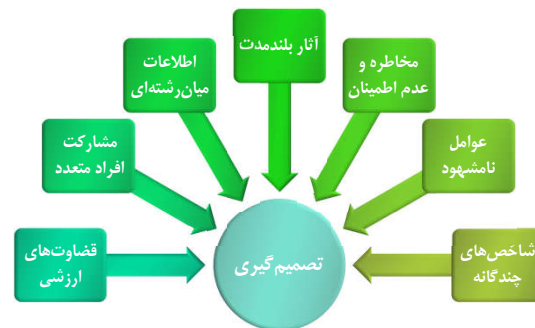 آثار بلندمدت
مخاطره و
عدم اطمینان
اطلاعات
میان‌رشته‌ای
عوامل
نامشهود
مشارکت
افراد متعدد
شاخص‌های
چندگانه
تصمیم‌گیری
قضاوت‌های
ارزشی